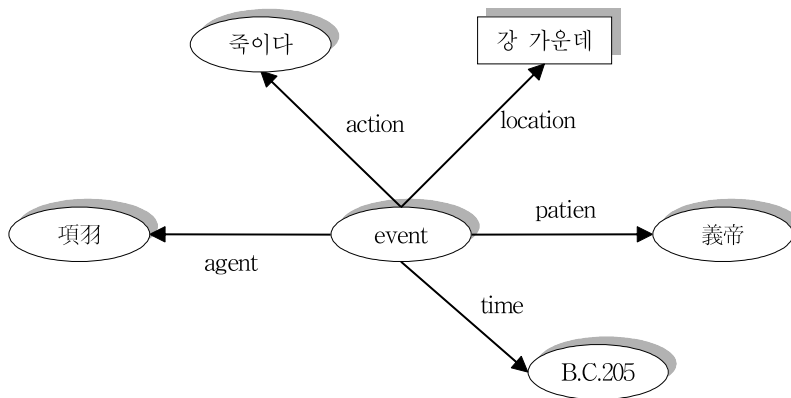 죽이다
강 가운데
action
location
項羽
agent
event
patien
義帝
time
B.C.205